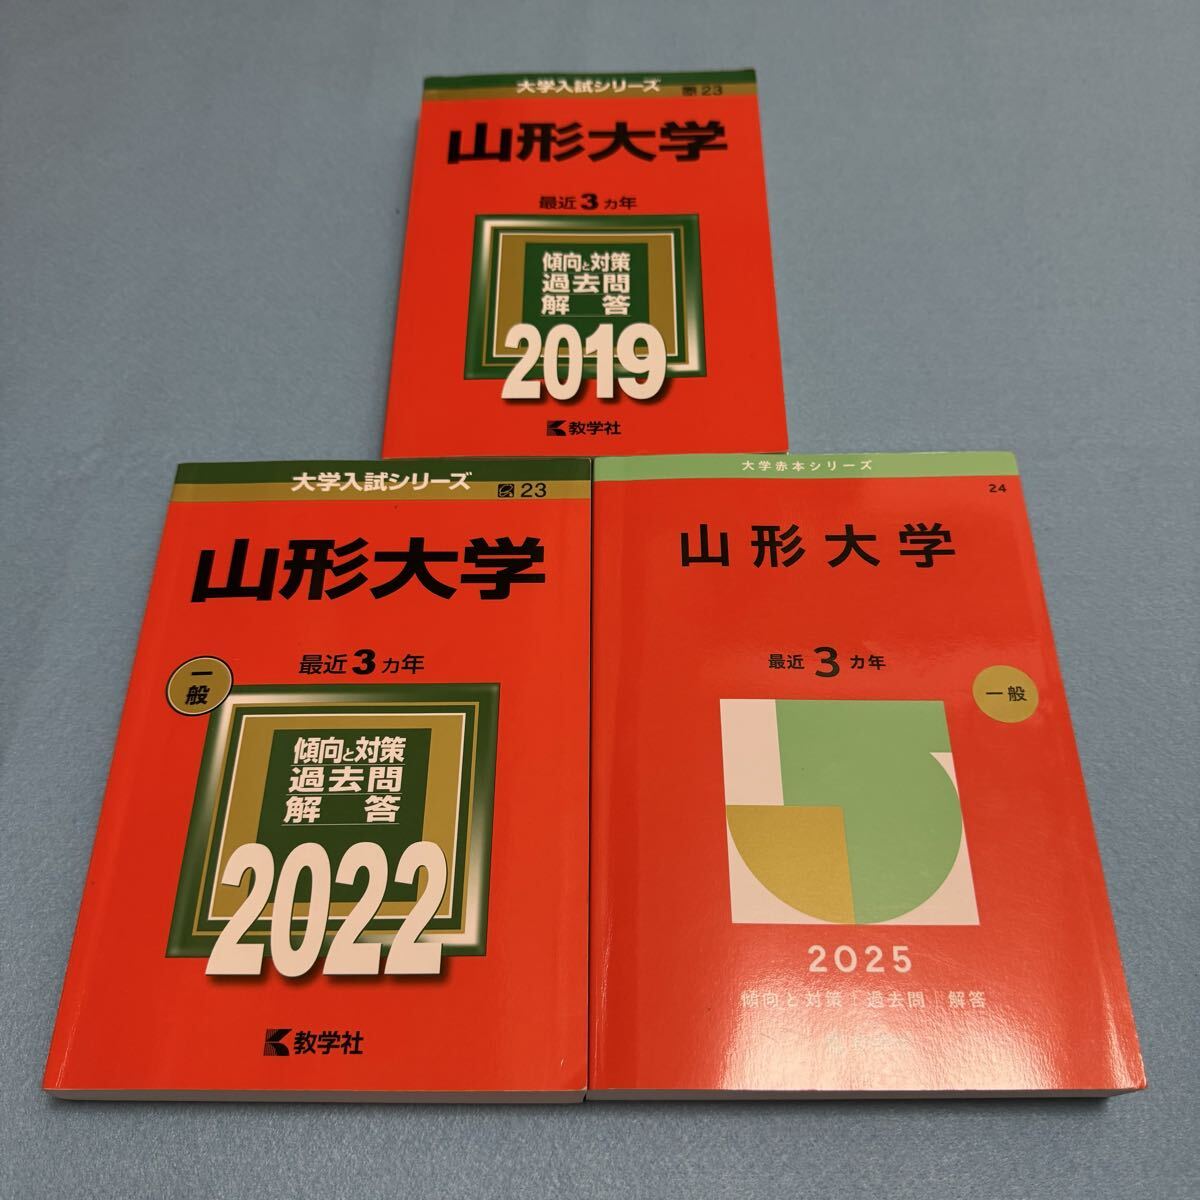 大学入試シリーズ
23
山形大学
最近3ヵ年
傾向と対策
過去問
解答
2019
教学社
大学入試シリーズ
23
山形大学
最近3ヵ年
一般
傾向と対策
過去問
解答
2022
教学社
大学赤本シリーズ
24
山形大学
最近3ヵ年
一般
2025
傾向と対策|過去問|解答